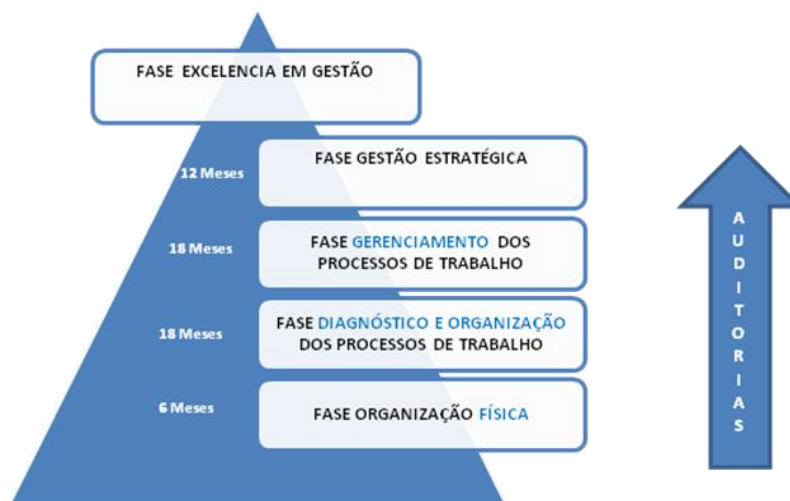 FASE EXCELENCIA EM GESTÃO
12 Meses
FASE GESTÃO ESTRATÉGICA
18 Meses
FASE GERENCIAMENTO DOS
PROCESSOS DE TRABALHO
18 Meses
FASE DIAGNÓSTICO E ORGANIZAÇÃO
DOS PROCESSOS DE TRABALHO
6 Meses
FASE ORGANIZAÇÃO FÍSICA
AUDITORIAS